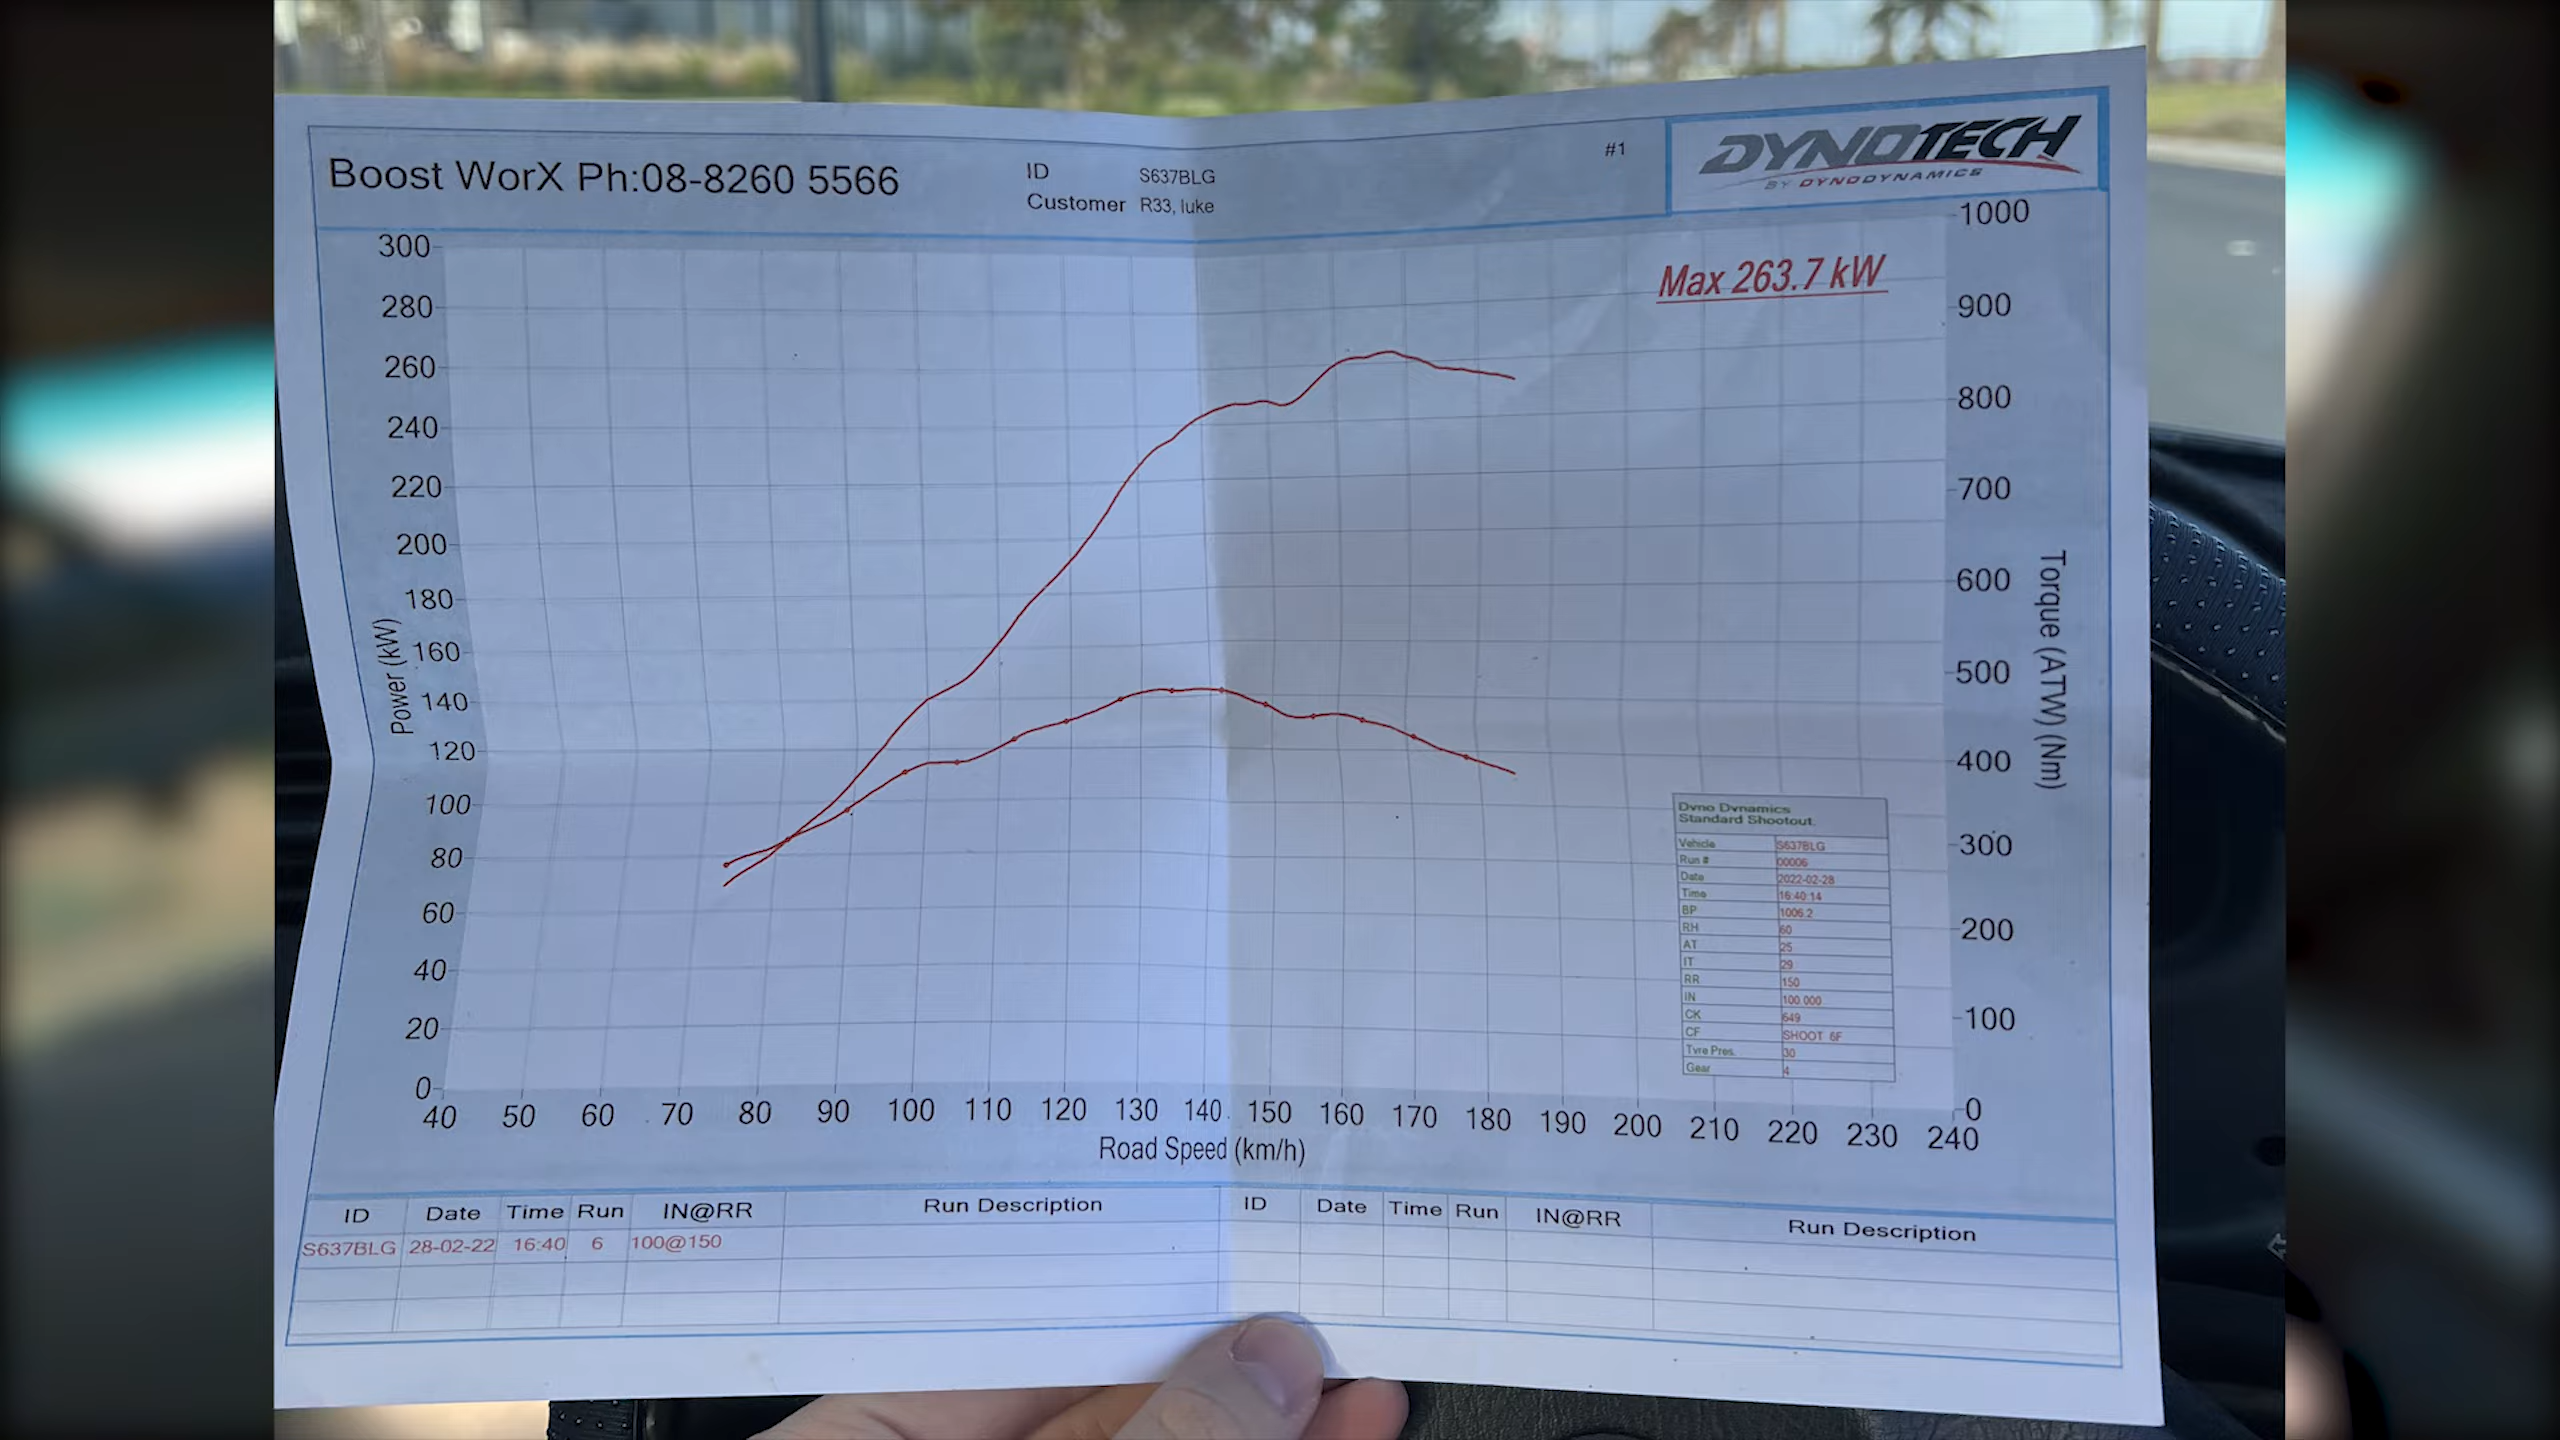 Boost WorX Ph:08-8260 5566
ID S637BLG
Customer R33, luke
#1
DYNOTECH
BY DYNODYNAMICS
Max 263.7 kW
Power (kW)
300
280
260
240
220
200
180
160
140
120
100
80
60
40
20
0
1000
900
800
700
600
500
400
300
200
100
0
Torque (ATW) (Nm)
Dyno Dynamics
Standard Shootout.
Vehicle S637BLG
Run # 00006
Date 2022-02-28
Time 16:40:14
BP 1006.2
RH 60
AT 25
IT 29
RR 150
IN 100.000
CK 649
CF SHOOT_6F
Tyre Pres. 30
Gear 4
40 50 60 70 80 90 100 110 120 130 140 150 160 170 180 190 200 210 220 230 240
Road Speed (km/h)
ID Date Time Run IN@RR Run Description ID Date Time Run IN@RR Run Description
S637BLG 28-02-22 16:40 6 100@150